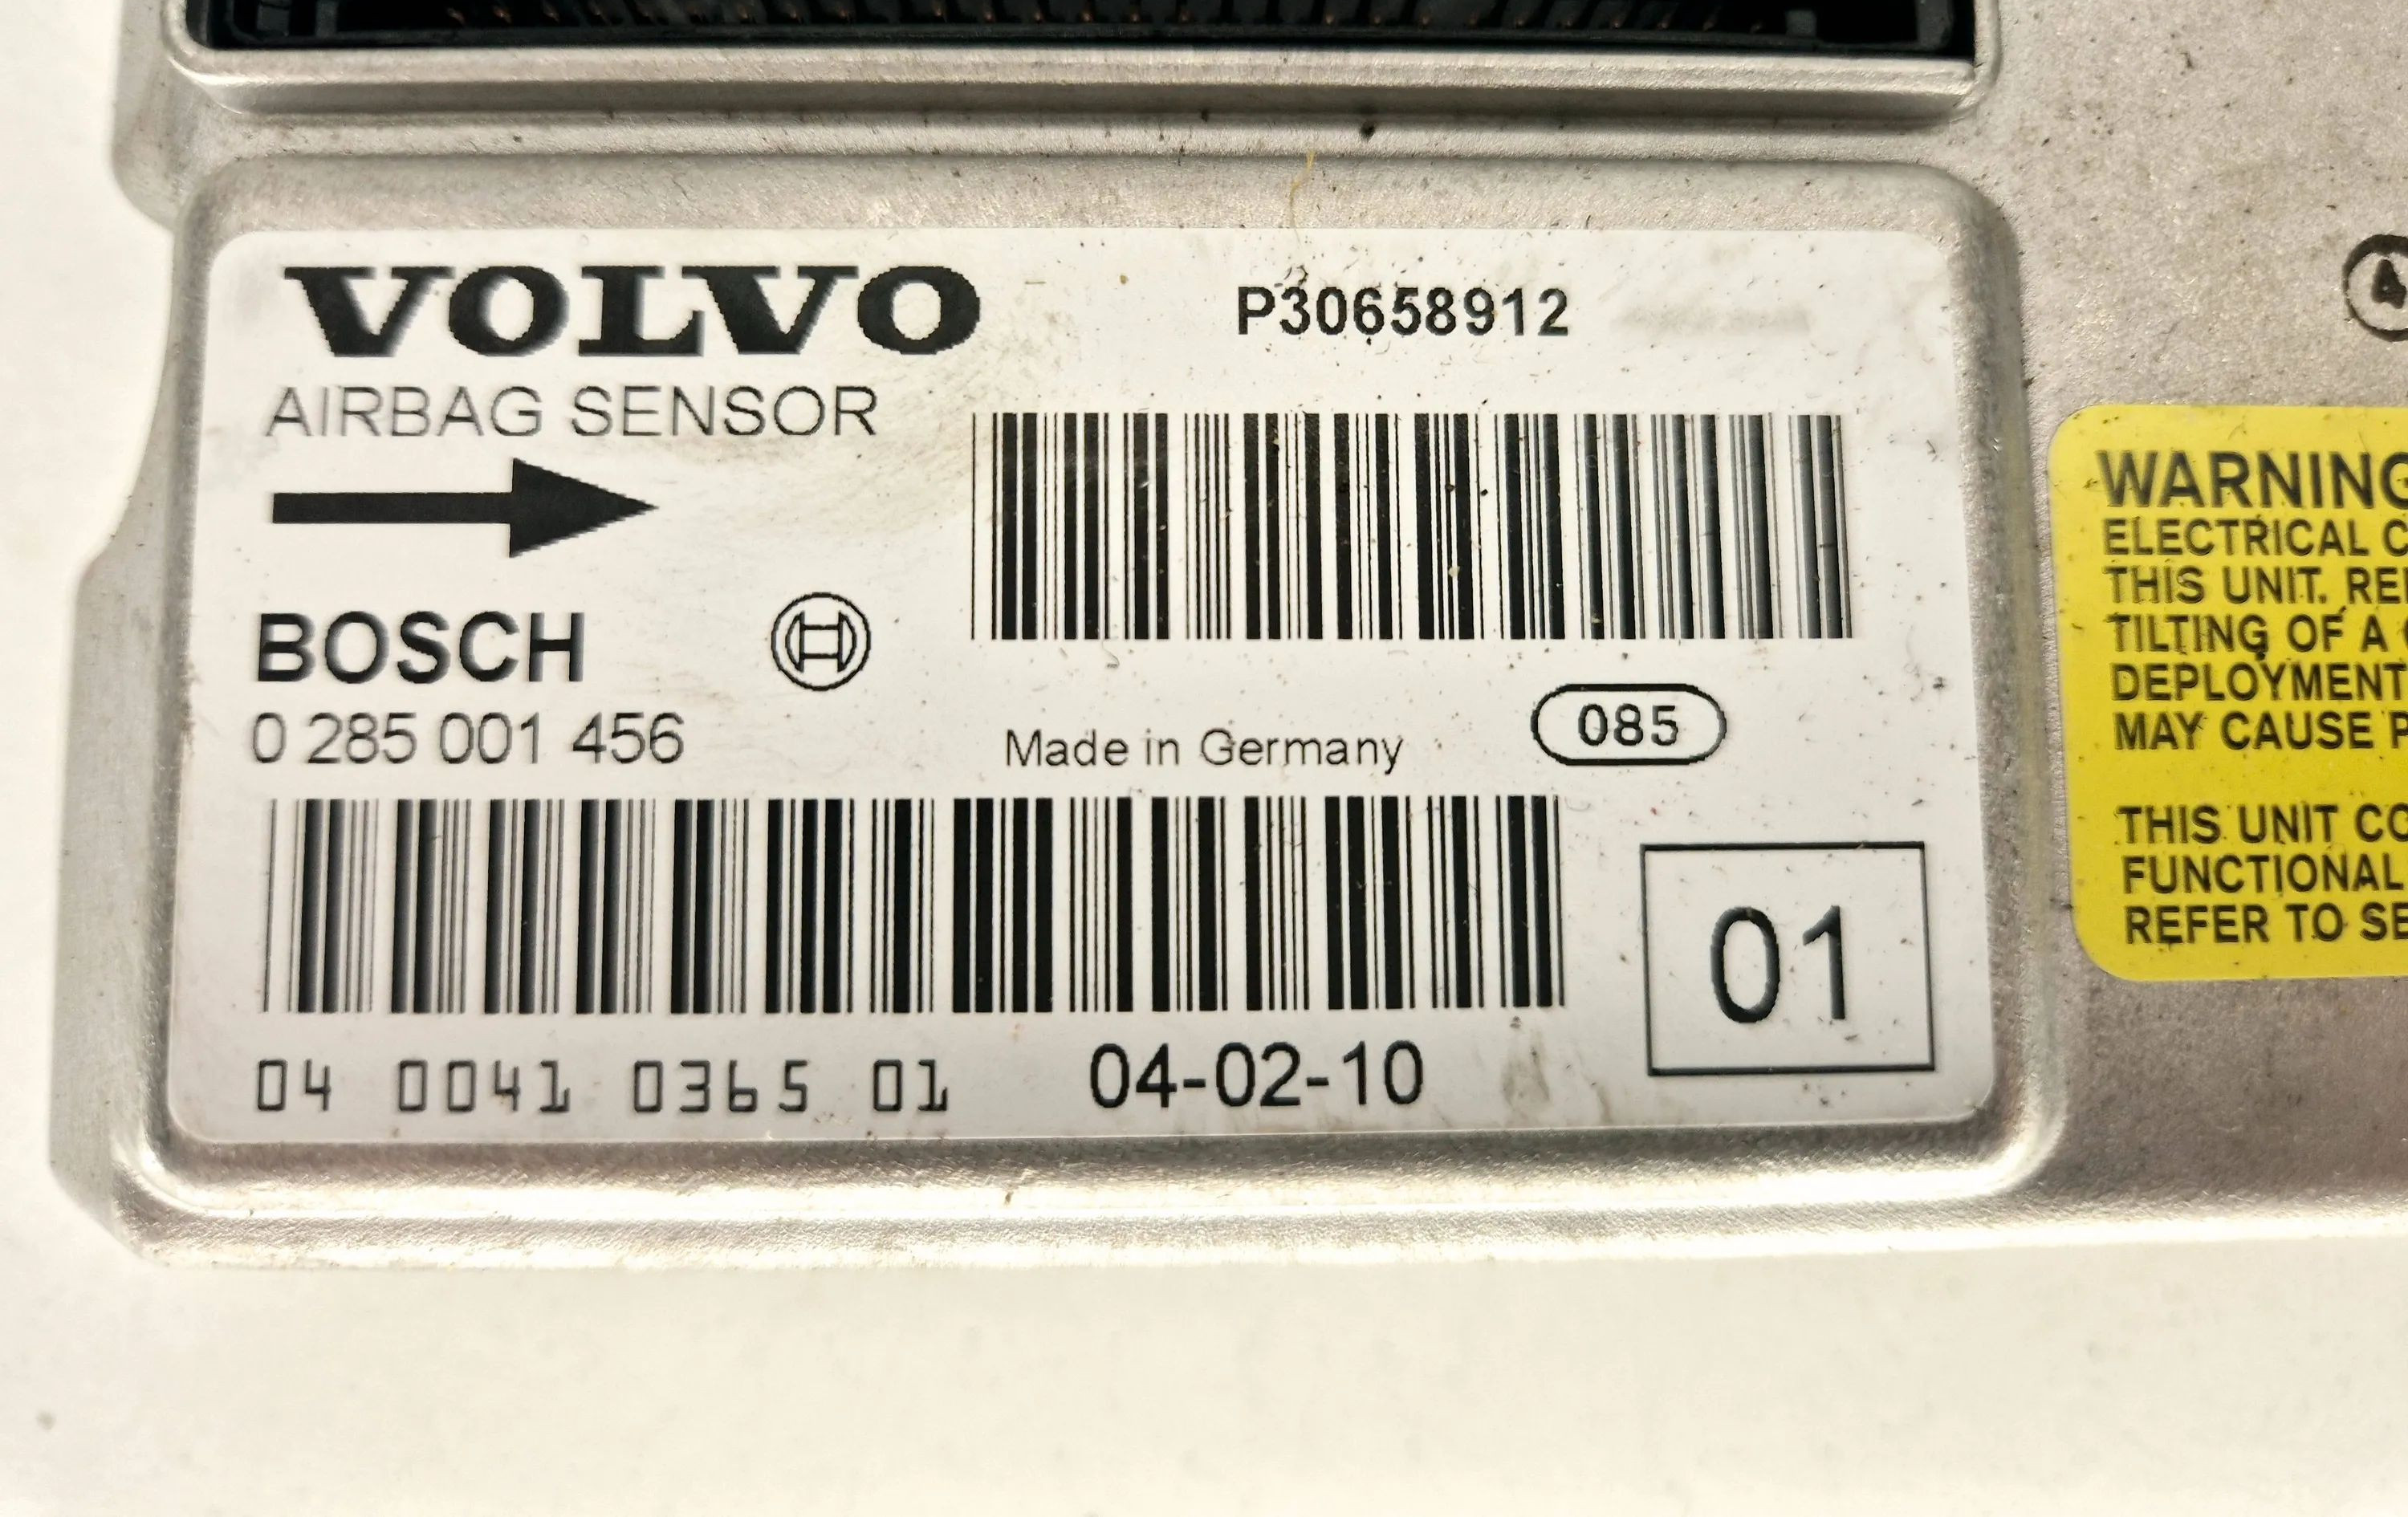 VOLVO
P30658912
AIRBAG SENSOR
BOSCH
0 285 001 456
Made in Germany
085
01
04 0041 0365 01
04-02-10
WARNING
ELECTRICAL
THIS UNIT.
TILTING OF A
DEPLOYMENT
MAY CAUSE
THIS UNIT
FUNCTIONAL
REFER TO